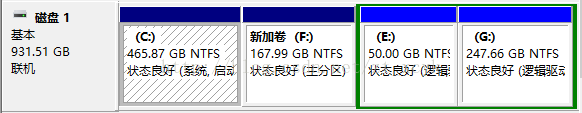 磁盘 1
基本
931.51 GB
联机
(C:)
465.87 GB NTFS
状态良好 (系统, 启动
新加卷 (F:)
167.99 GB NTFS
状态良好 (主分区)
(E:)
50.00 GB NTFS
状态良好 (逻辑
(G:)
247.66 GB NTFS
状态良好 (逻辑驱动